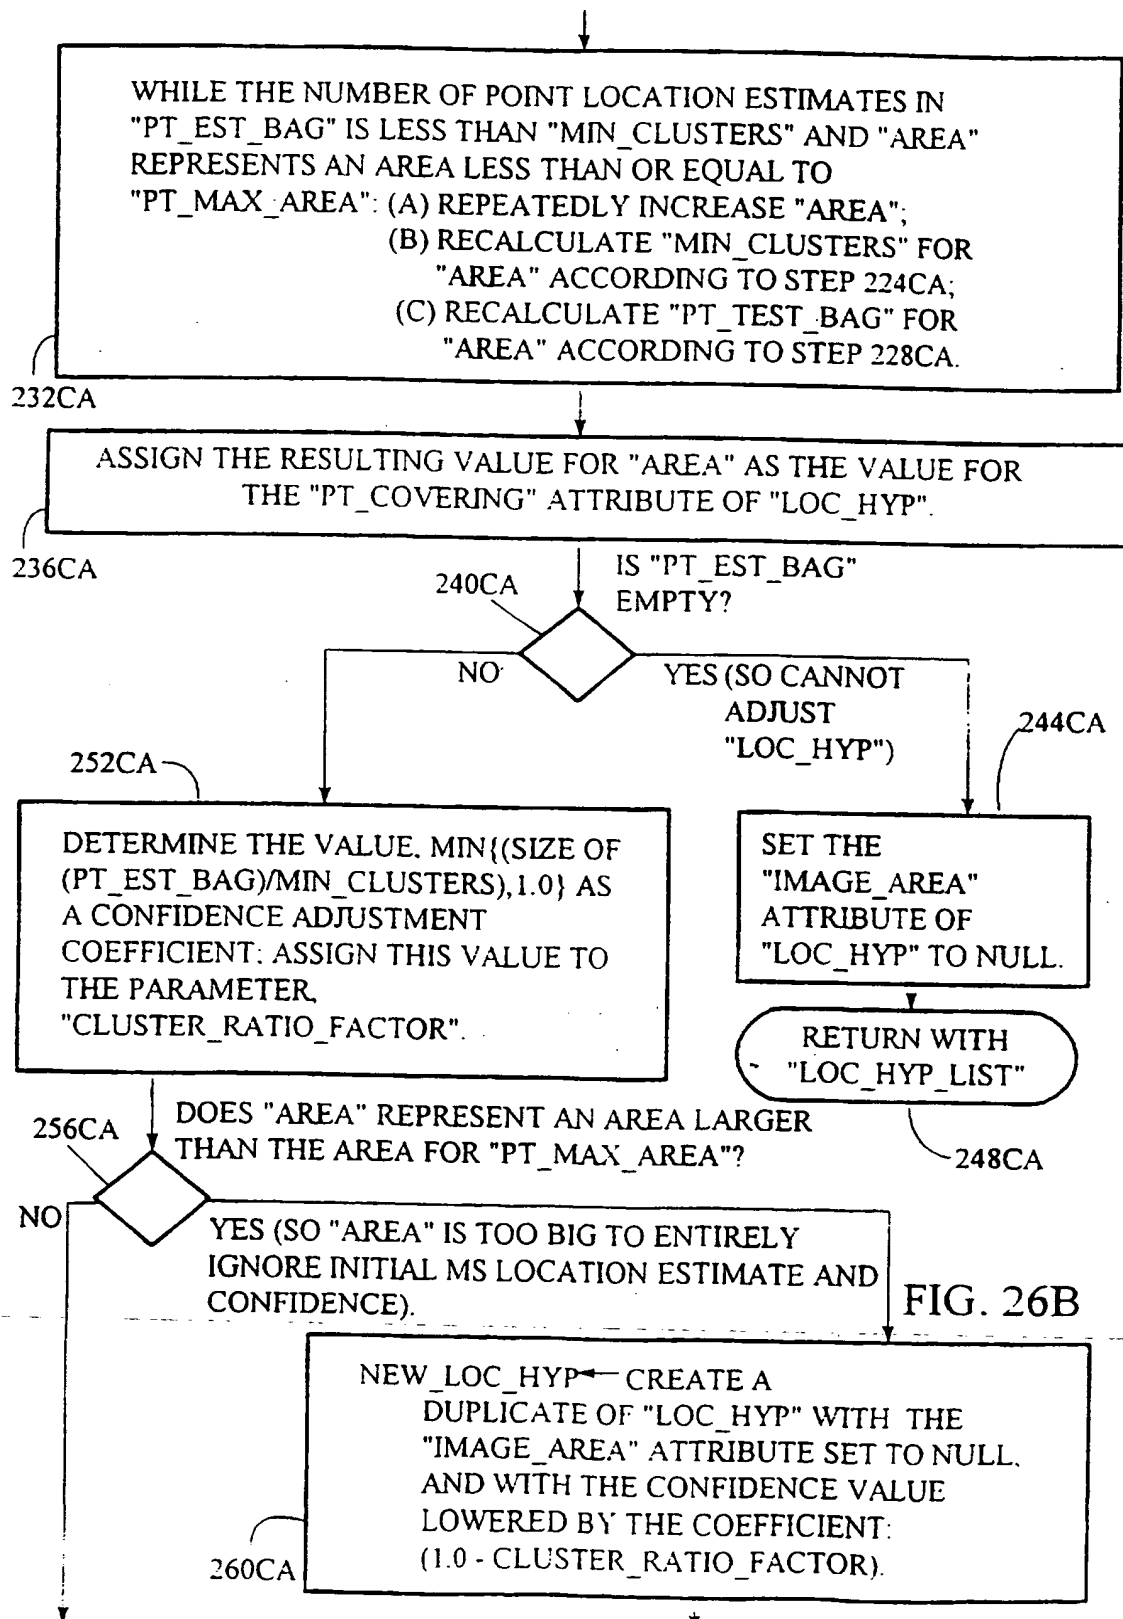 WHILE THE NUMBER OF POINT LOCATION ESTIMATES IN
"PT_EST_BAG" IS LESS THAN "MIN_CLUSTERS" AND "AREA"
REPRESENTS AN AREA LESS THAN OR EQUAL TO
"PT_MAX_AREA": (A) REPEATEDLY INCREASE "AREA";
(B) RECALCULATE "MIN_CLUSTERS" FOR
"AREA" ACCORDING TO STEP 224CA;
(C) RECALCULATE "PT_TEST_BAG" FOR
"AREA" ACCORDING TO STEP 228CA.
232CA
ASSIGN THE RESULTING VALUE FOR "AREA" AS THE VALUE FOR
THE "PT_COVERING" ATTRIBUTE OF "LOC_HYP".
236CA
240CA
IS "PT_EST_BAG"
EMPTY?
NO
YES (SO CANNOT
ADJUST
"LOC_HYP")
244CA
252CA
DETERMINE THE VALUE, MIN{(SIZE OF
(PT_EST_BAG)/MIN_CLUSTERS),1.0} AS
A CONFIDENCE ADJUSTMENT
COEFFICIENT; ASSIGN THIS VALUE TO
THE PARAMETER,
"CLUSTER_RATIO_FACTOR".
SET THE
"IMAGE_AREA"
ATTRIBUTE OF
"LOC_HYP" TO NULL.
RETURN WITH
"LOC_HYP_LIST"
248CA
256CA
DOES "AREA" REPRESENT AN AREA LARGER
THAN THE AREA FOR "PT_MAX_AREA"?
NO
YES (SO "AREA" IS TOO BIG TO ENTIRELY
IGNORE INITIAL MS LOCATION ESTIMATE AND
CONFIDENCE).
FIG. 26B
NEW_LOC_HYP ← CREATE A
DUPLICATE OF "LOC_HYP" WITH THE
"IMAGE_AREA" ATTRIBUTE SET TO NULL,
AND WITH THE CONFIDENCE VALUE
LOWERED BY THE COEFFICIENT:
(1.0 - CLUSTER_RATIO_FACTOR).
260CA